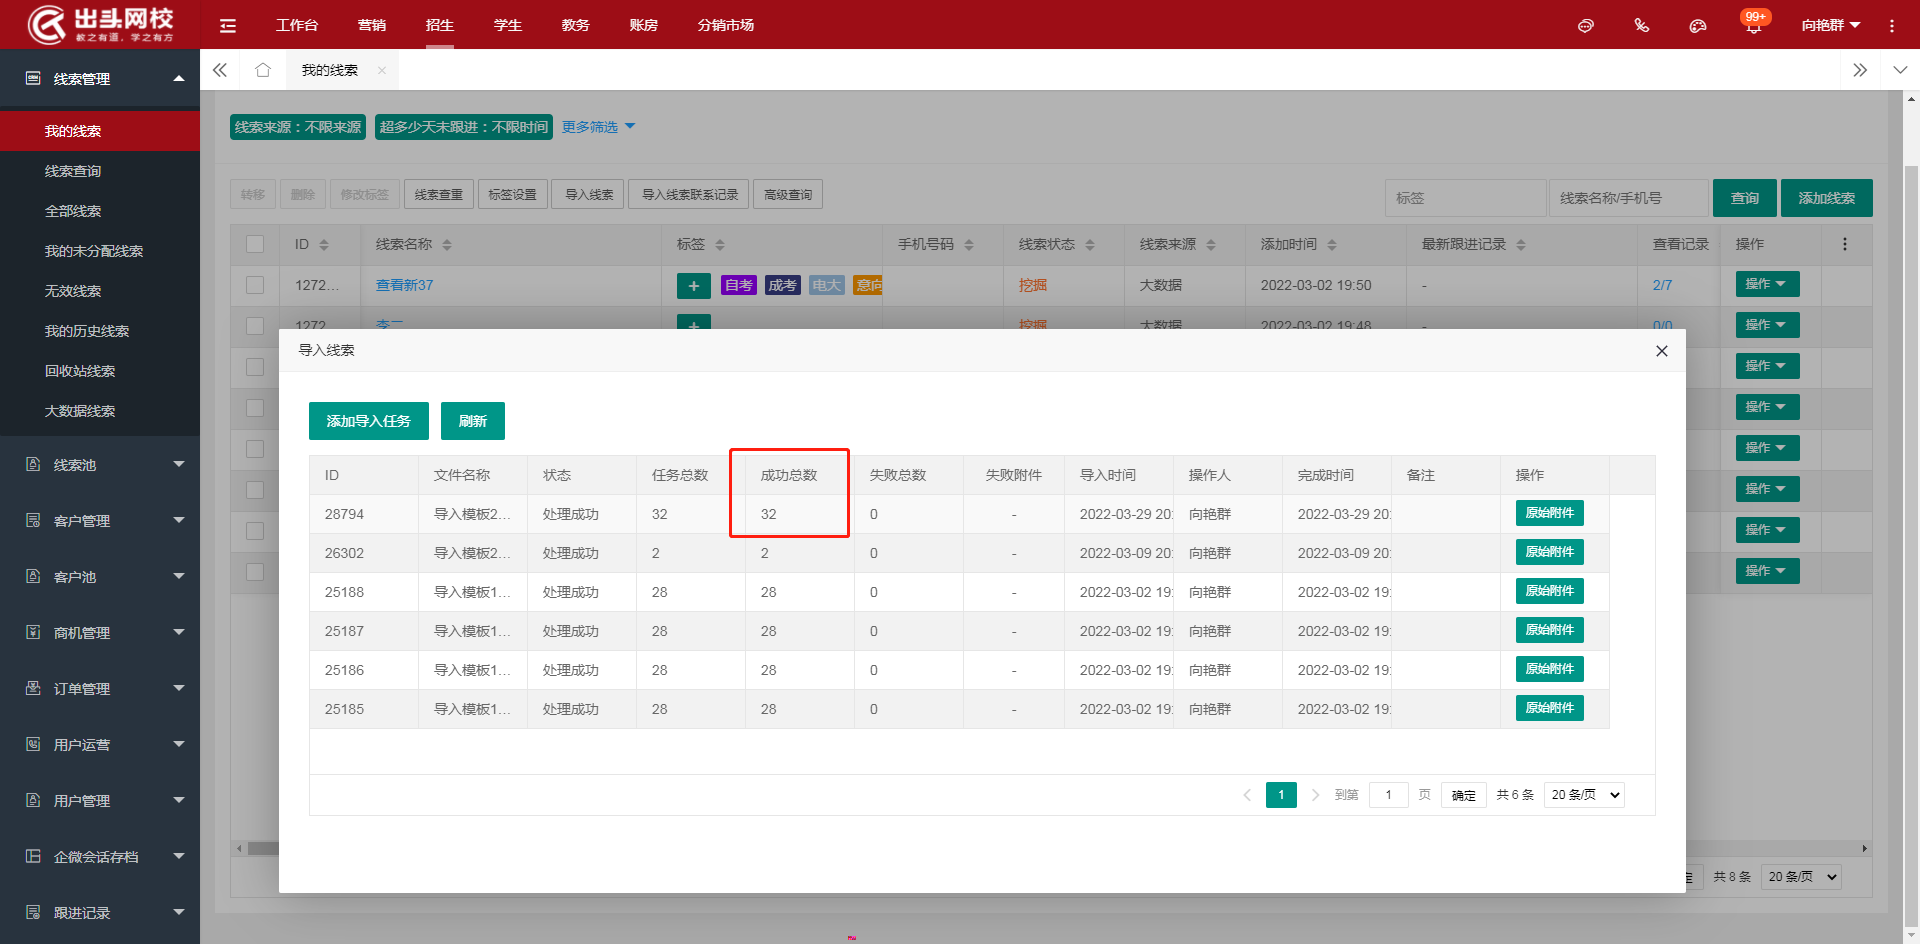 出头网校
教之有道，学之有方
工作台 营销 招生 学生 教务 账房 分销市场
99+
向艳群
线索管理
我的线索
线索查询
全部线索
我的未分配线索
无效线索
我的历史线索
回收站线索
大数据线索
线索池
客户管理
客户池
商机管理
订单管理
用户运营
用户管理
企微会话存档
跟进记录
我的线索
线索来源：不限来源 超多少天未跟进：不限时间 更多筛选
转移 删除 修改标签 线索查重 标签设置 导入线索 导入线索联系记录 高级查询 标签 线索名称/手机号 查询 添加线索
ID 线索名称 标签 手机号码 线索状态 线索来源 添加时间 最新跟进记录 查看记录 操作
1272... 查看新37 + 自考 成考 电大 意向 挖掘 大数据 2022-03-02 19:50 - 2/7 操作
1272 李二 + 挖掘 大数据 2022-03-02 19:48 - 0/0 操作
操作
操作
操作
操作
操作
操作
导入线索
添加导入任务 刷新
ID 文件名称 状态 任务总数 成功总数 失败总数 失败附件 导入时间 操作人 完成时间 备注 操作
28794 导入模板2... 处理成功 32 32 0 - 2022-03-29 20: 向艳群 2022-03-29 20: 原始附件
26302 导入模板2... 处理成功 2 2 0 - 2022-03-09 20: 向艳群 2022-03-09 20: 原始附件
25188 导入模板1... 处理成功 28 28 0 - 2022-03-02 19: 向艳群 2022-03-02 19: 原始附件
25187 导入模板1... 处理成功 28 28 0 - 2022-03-02 19: 向艳群 2022-03-02 19: 原始附件
25186 导入模板1... 处理成功 28 28 0 - 2022-03-02 19: 向艳群 2022-03-02 19: 原始附件
25185 导入模板1... 处理成功 28 28 0 - 2022-03-02 19: 向艳群 2022-03-02 19: 原始附件
1 到第 1 页 确定 共 6 条 20 条/页
共 8 条 20 条/页